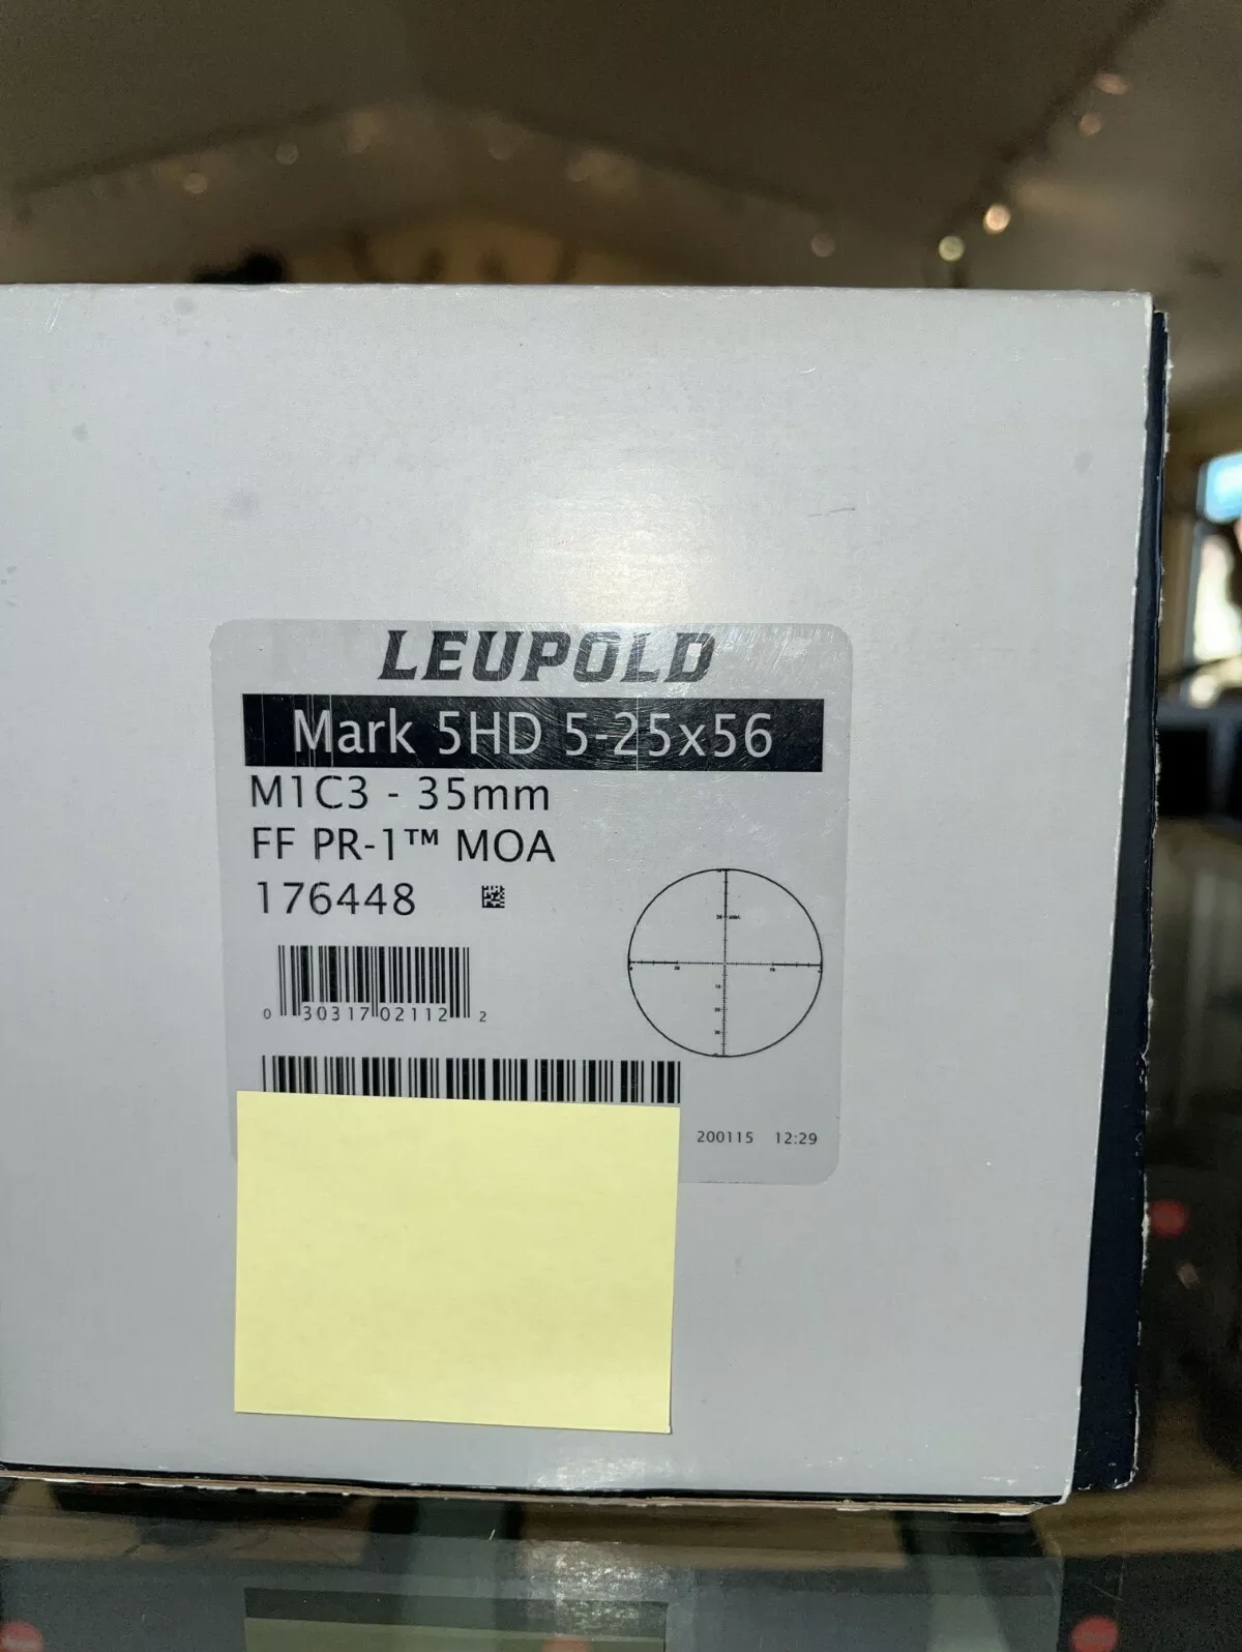 LEUPOLD
Mark 5HD 5-25x56
M1C3 - 35mm
FF PR-1™ MOA
176448
0 30317 02112 2
200115 12:29